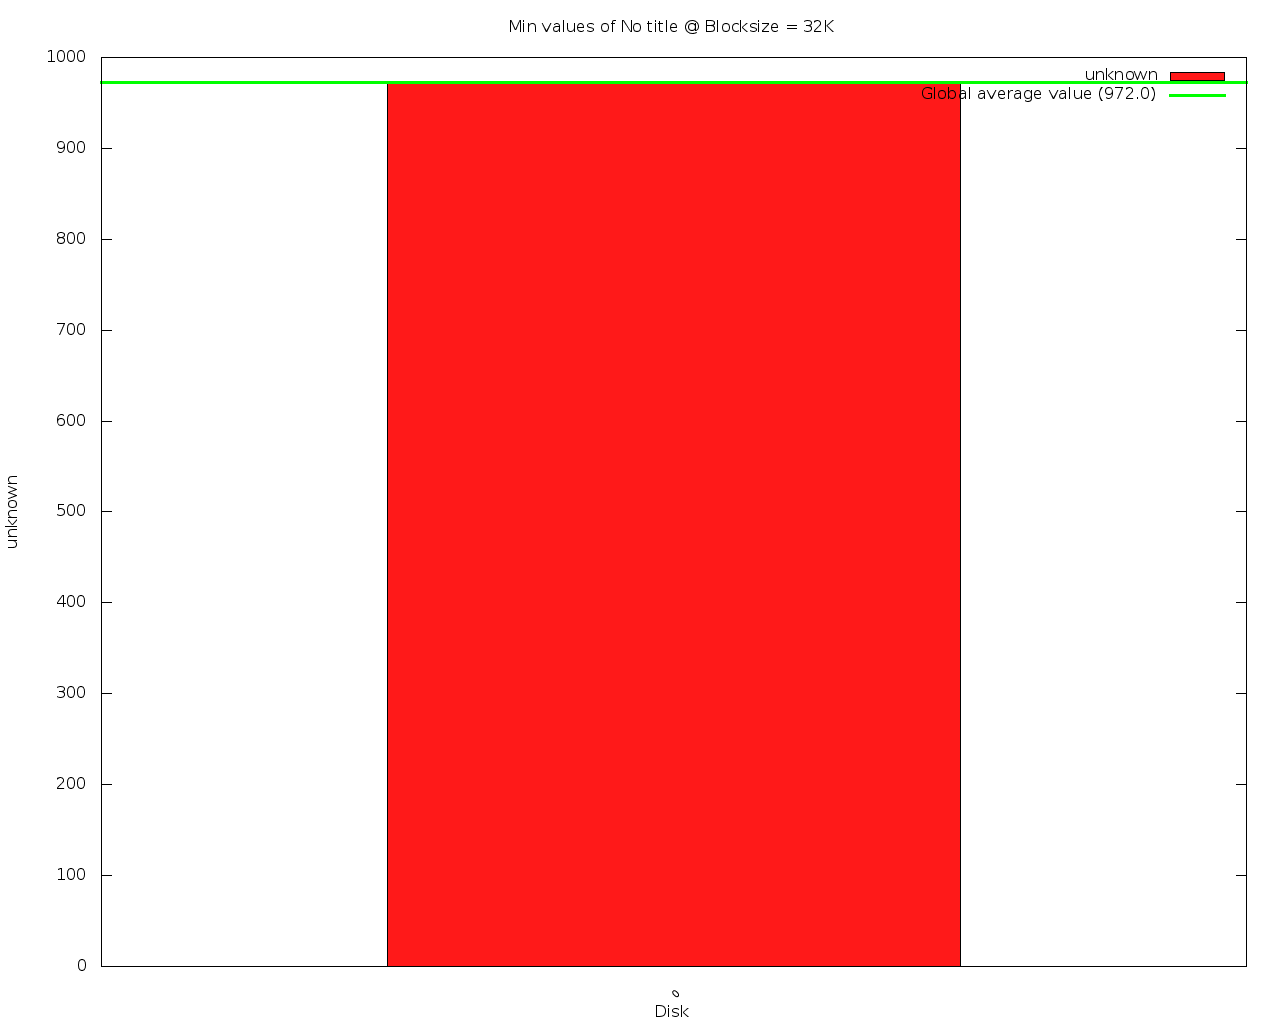 Min values of No title @ Blocksize = 32K
1000
900
800
700
600
500
400
300
200
100
0
unknown
unknown
Global average value (972.0)
0
Disk